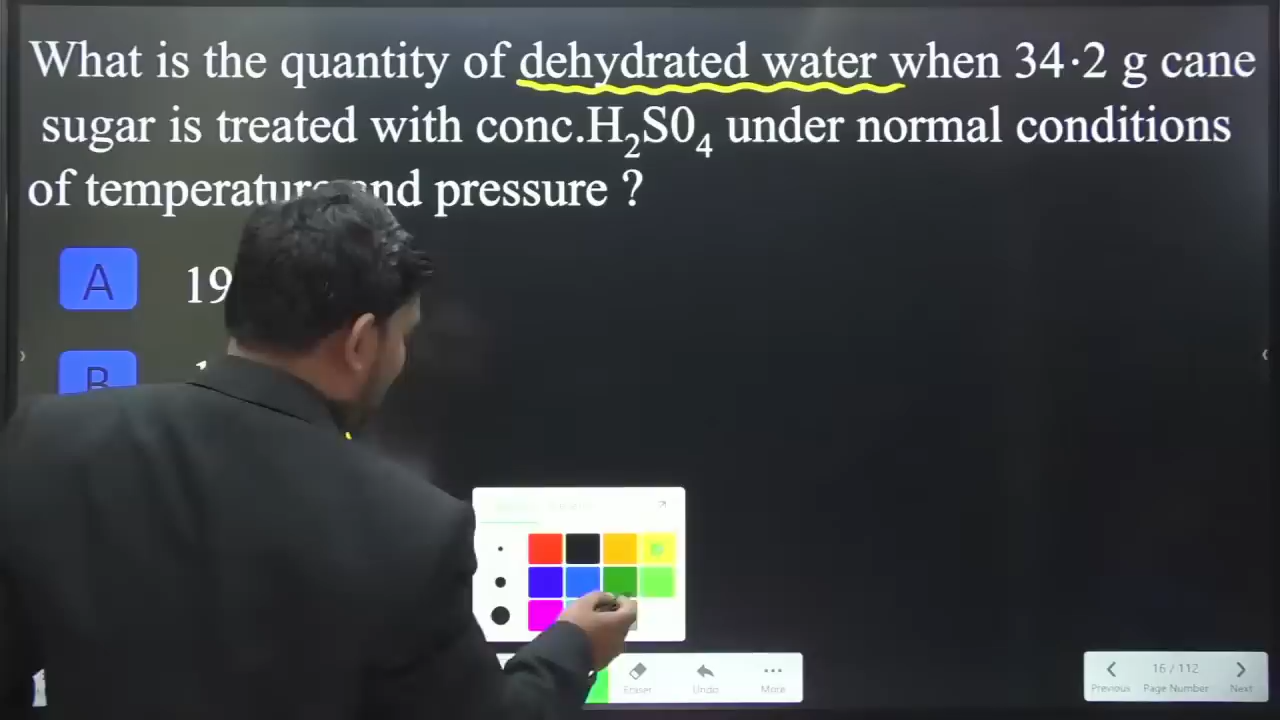 What is the quantity of dehydrated water when 34·2 g cane
sugar is treated with conc.H₂S0₄ under normal conditions
of temperature and pressure ?
A 19
B
Eraser Undo More
16 / 112
Previous Page Number Next